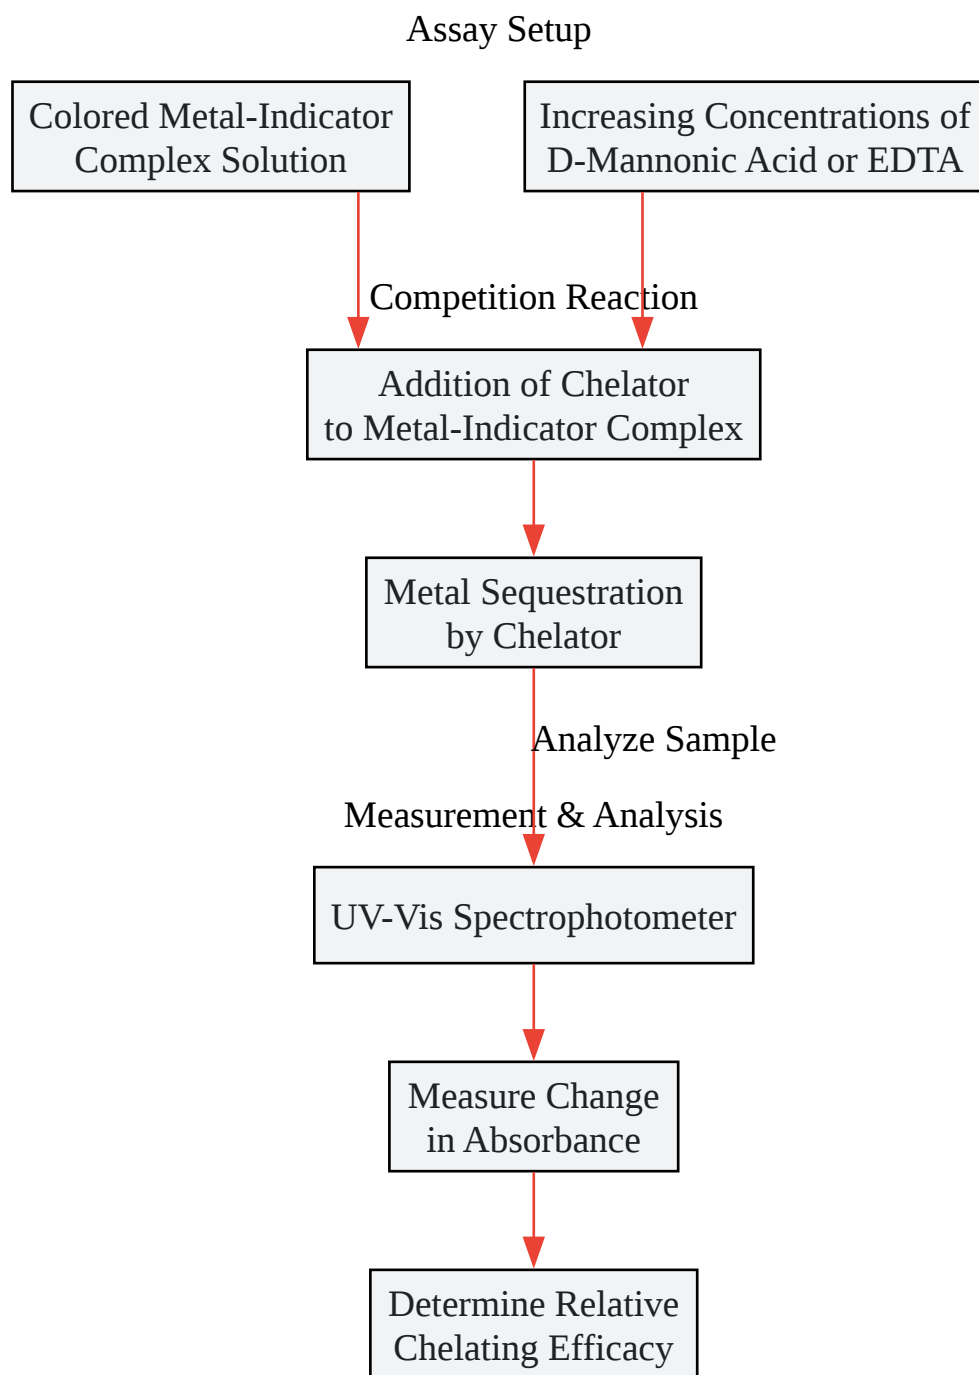 Assay Setup
Colored Metal-Indicator
Complex Solution
Increasing Concentrations of
D-Mannonic Acid or EDTA
Competition Reaction
Addition of Chelator
to Metal-Indicator Complex
Metal Sequestration
by Chelator
Analyze Sample
Measurement & Analysis
UV-Vis Spectrophotometer
Measure Change
in Absorbance
Determine Relative
Chelating Efficacy